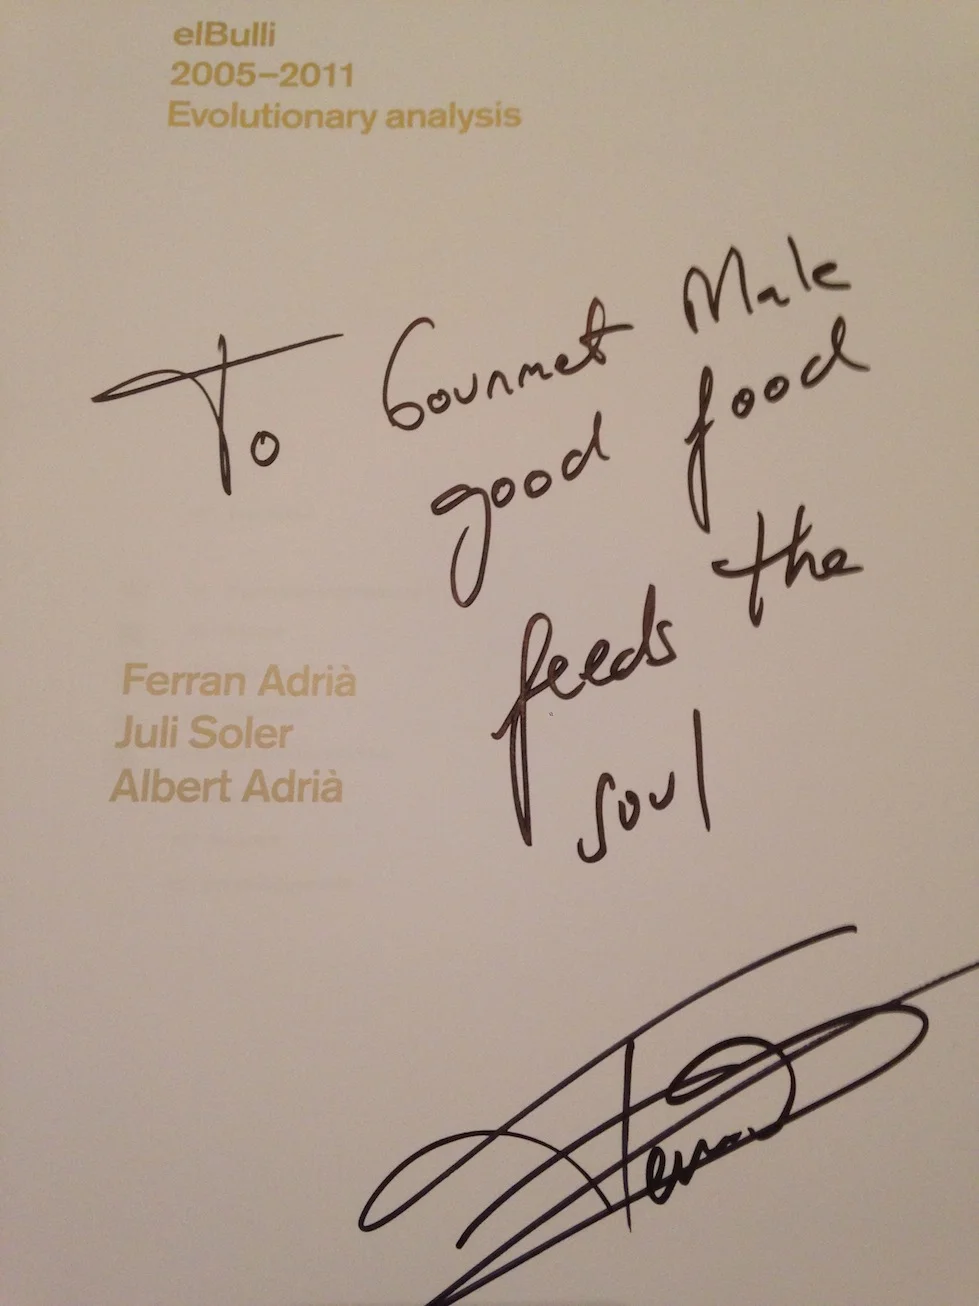 elBulli
2005–2011
Evolutionary analysis
To Gourmet Male
good food
feeds the
soul
Ferran Adrià
Juli Soler
Albert Adrià
Ferran